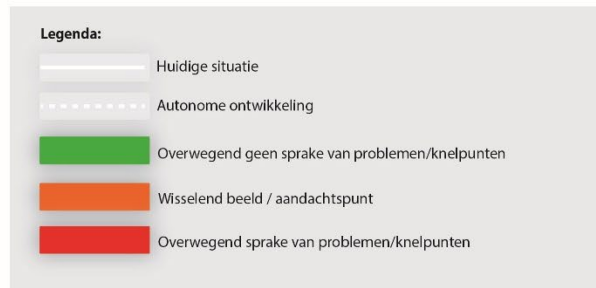 Legenda:
Huidige situatie
Autonome ontwikkeling
Overwegend geen sprake van problemen/knelpunten
Wisselend beeld / aandachtspunt
Overwegend sprake van problemen/knelpunten